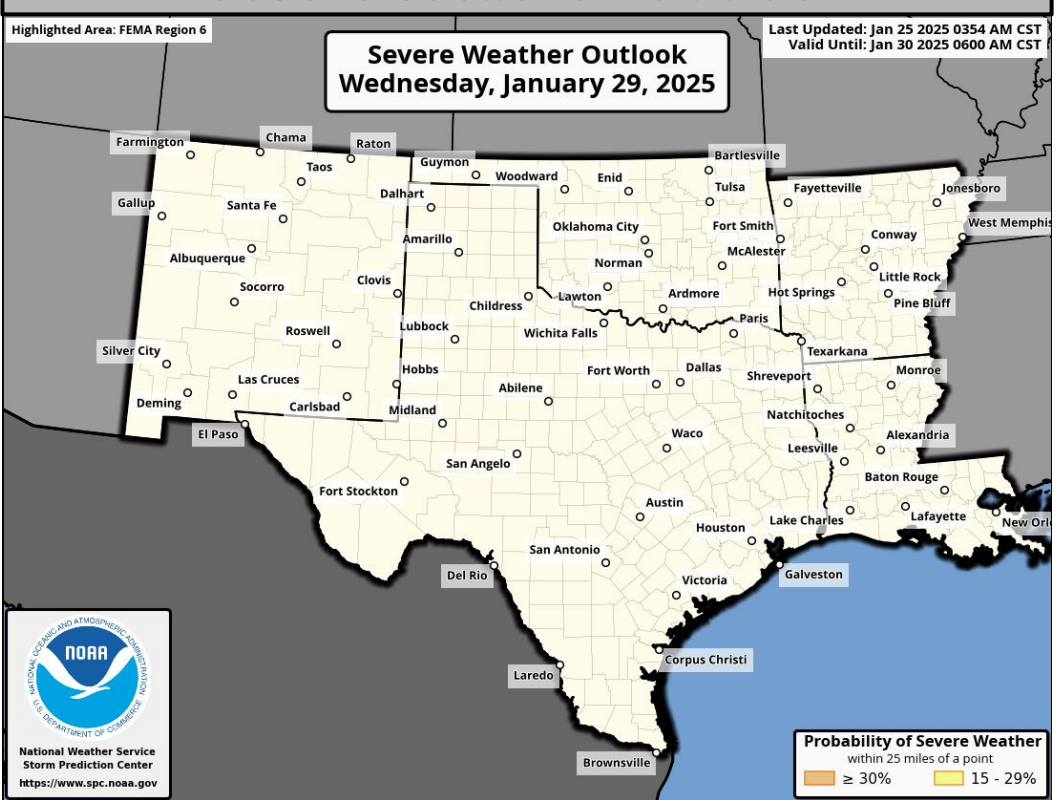 Highlighted Area: FEMA Region 6
Last Updated: Jan 25 2025 0354 AM CST
Valid Until: Jan 30 2025 0600 AM CST
Severe Weather Outlook
Wednesday, January 29, 2025
Farmington
Chama
Raton
Taos
Guymon
Woodward
Enid
Bartlesville
Tulsa
Fayetteville
Jonesboro
Gallup
Santa Fe
Dalhart
West Memphis
Albuquerque
Amarillo
Oklahoma City
Norman
Fort Smith
McAlester
Conway
Little Rock
Socorro
Clovis
Childress
Lawton
Ardmore
Hot Springs
Pine Bluff
Roswell
Lubbock
Wichita Falls
Paris
Texarkana
Silver City
Las Cruces
Hobbs
Fort Worth
Dallas
Shreveport
Monroe
Deming
Carlsbad
Midland
Abilene
Natchitoches
El Paso
San Angelo
Waco
Leesville
Alexandria
Fort Stockton
Austin
Baton Rouge
Houston
Lake Charles
Lafayette
New Orl
Del Rio
San Antonio
Galveston
Victoria
Laredo
Corpus Christi
Brownsville
NATIONAL OCEANIC AND ATMOSPHERIC ADMINISTRATION
NOAA
U.S. DEPARTMENT OF COMMERCE
National Weather Service
Storm Prediction Center
https://www.spc.noaa.gov
Probability of Severe Weather
within 25 miles of a point
≥ 30%
15 - 29%